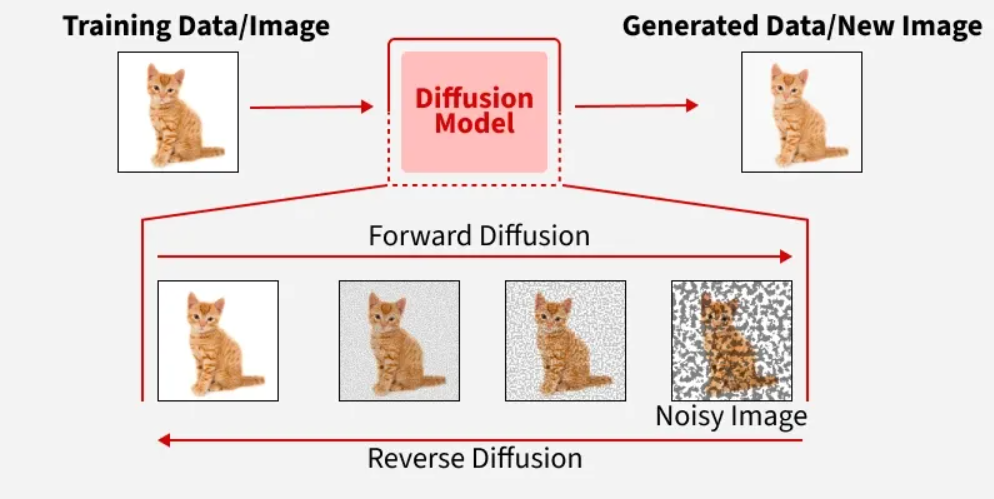 Training Data/Image
Generated Data/New Image
Diffusion
Model
Forward Diffusion
Noisy Image
Reverse Diffusion